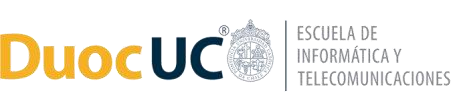 DuocUC®
ESCUELA DE
INFORMÁTICA Y
TELECOMUNICACIONES